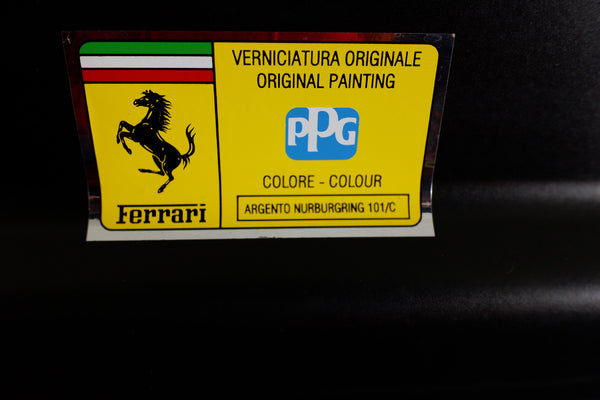 VERNICIATURA ORIGINALE
ORIGINAL PAINTING
PPG
COLORE - COLOUR
ARGENTO NURBURGRING 101/C
Ferrari